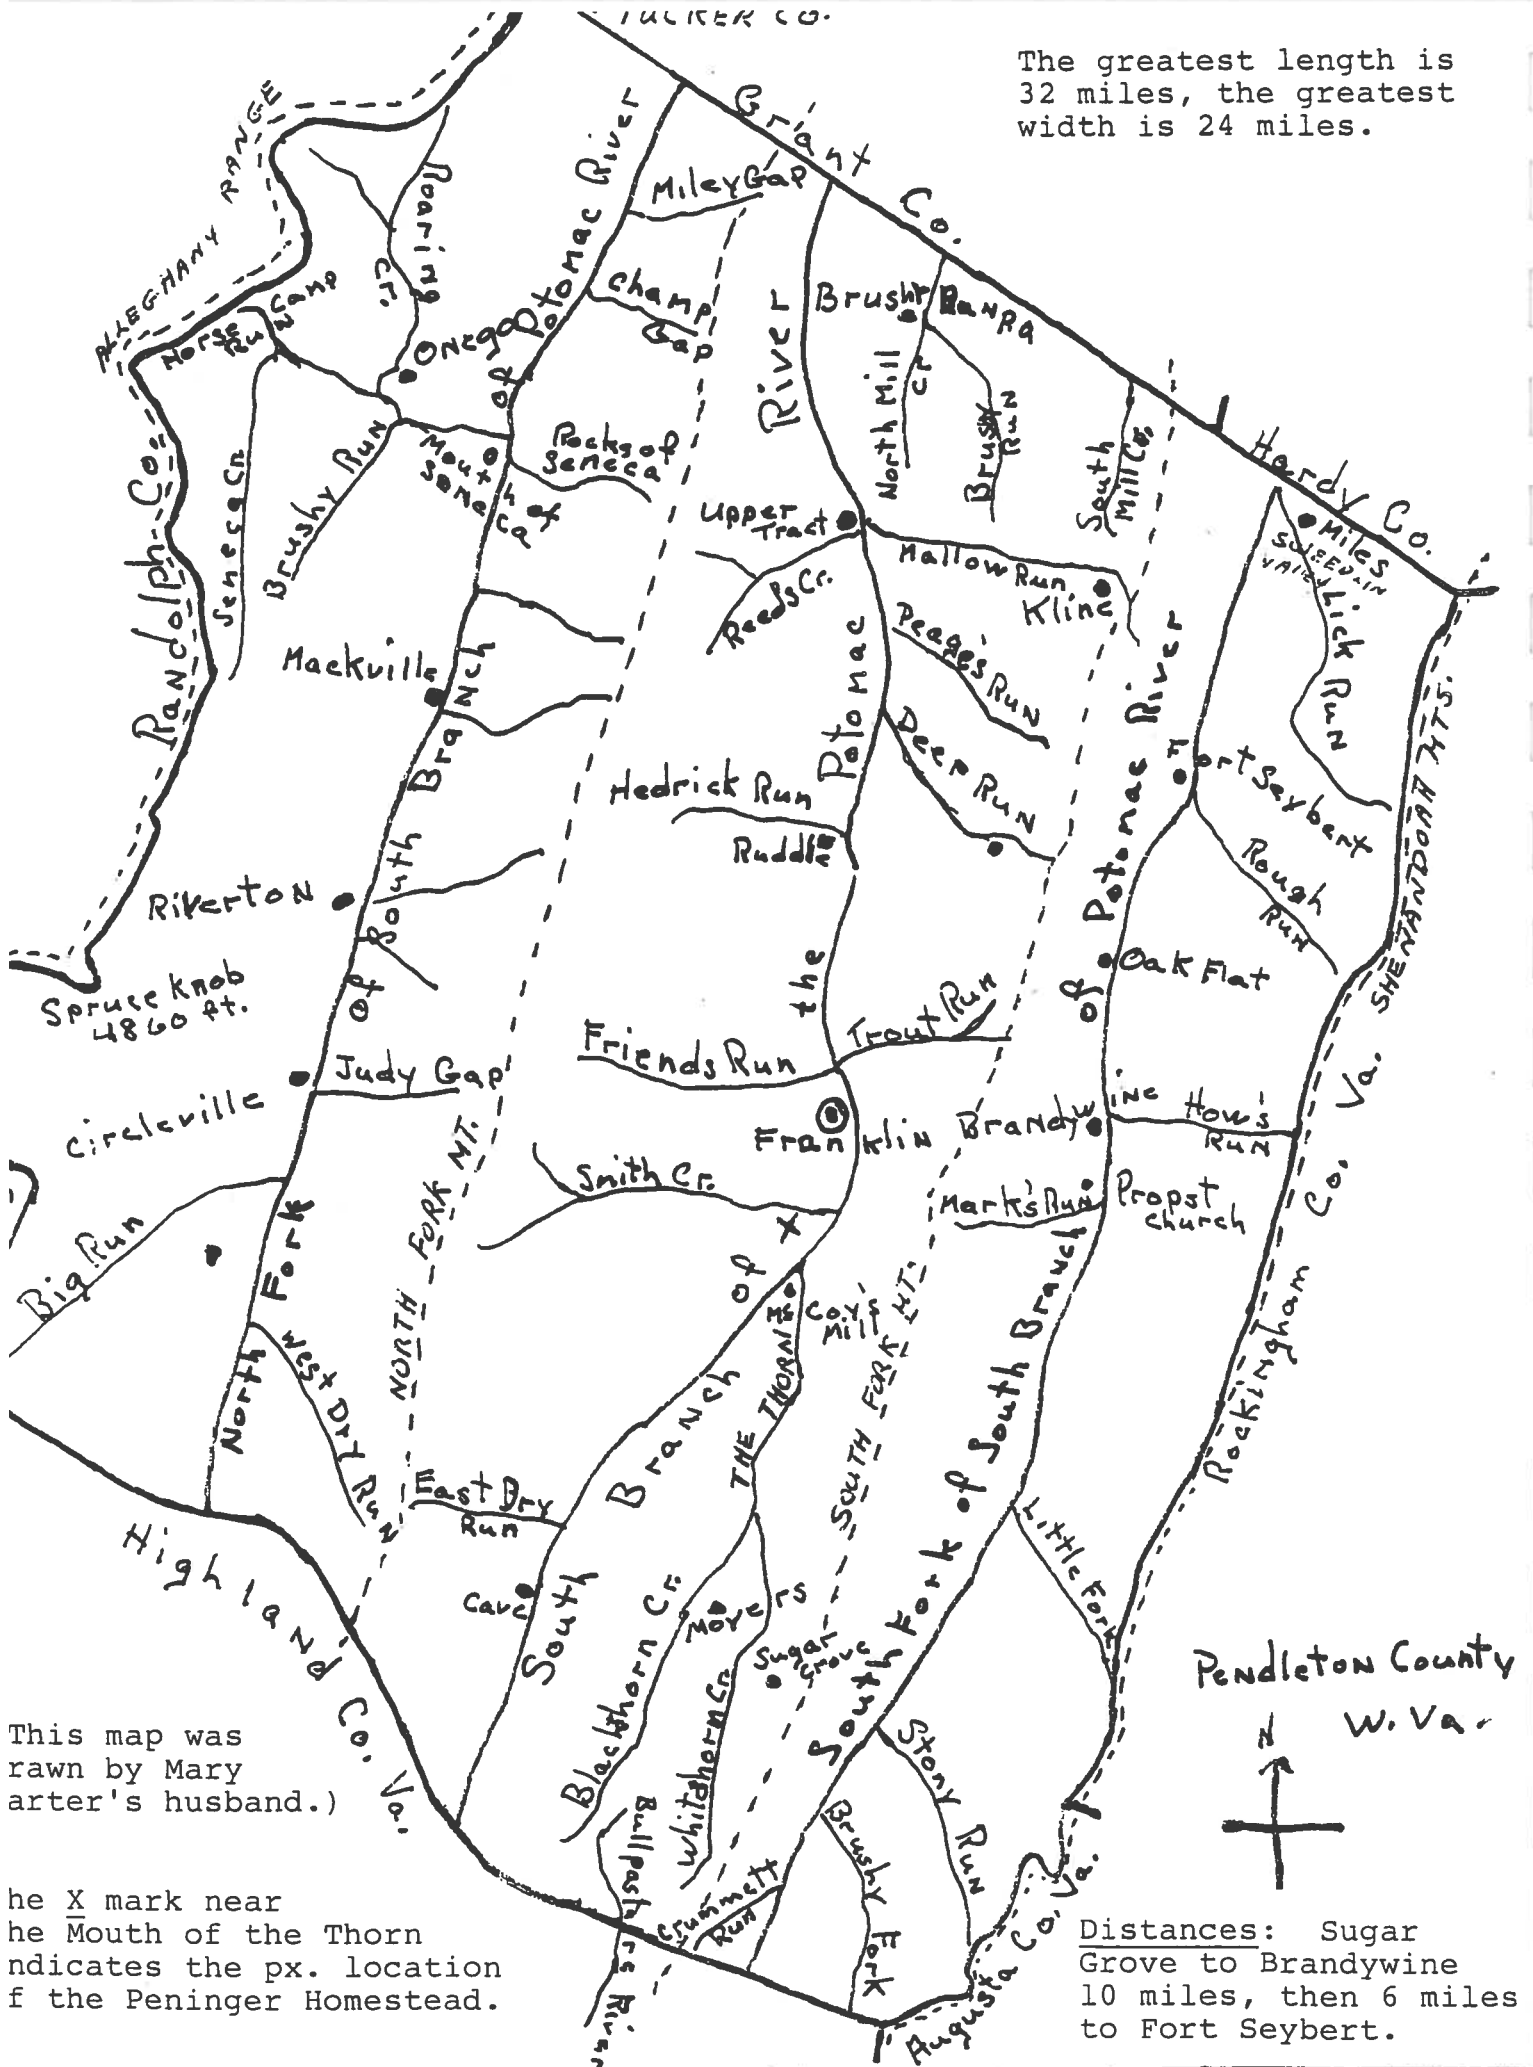 TUCKER CO.
The greatest length is
32 miles, the greatest
width is 24 miles.
Grant Co.
ALLEGHANY RANGE
Roaring Cr.
Miley Gap
Champ Gap
Horse Camp Run
Onego
River
Brushy Run
North Mill Cr
Brushy Run
South Mill Cr.
Hardy Co.
Miles
SWEEDLIN VALLEY
Lick Run
Randolph Co.
Seneca Cr
Brushy Run
Mouth of Seneca
Rocks of Seneca
Upper Tract
Mallow Run
Kline
Reeds Cr.
Peage's Run
Mackville
Deer Run
Hedrick Run
Ruddle
Fort Seybert
Rough Run
SHENANDOAH MTS.
Riverton
Oak Flat
Spruce Knob
4860 ft.
Trout Run
Friends Run
Judy Gap
Circleville
Franklin
Brandywine
How's Run
Smith Cr.
Mark's Run
Propst Church
Big Run
NORTH FORK MT.
X
McCoy's Mill
THE THORN
SOUTH FORK MT.
Rockingham Co. Va.
North Fork of South Branch of Potomac River
South Branch of the Potomac River
South Fork of South Branch of Potomac River
West Dry Run
East Dry Run
Highland Co. Va.
Little Fork
Cave
Blackthorn Cr.
Moyers
Sugar Grove
Whitethorn Cr.
Stony Run
Brushy Fork
Bullpasture River
Crummett Run
Augusta Co. Va.
Pendleton County
W. Va.
N
This map was
rawn by Mary
arter's husband.)
he X mark near
he Mouth of the Thorn
ndicates the px. location
f the Peninger Homestead.
Distances: Sugar
Grove to Brandywine
10 miles, then 6 miles
to Fort Seybert.